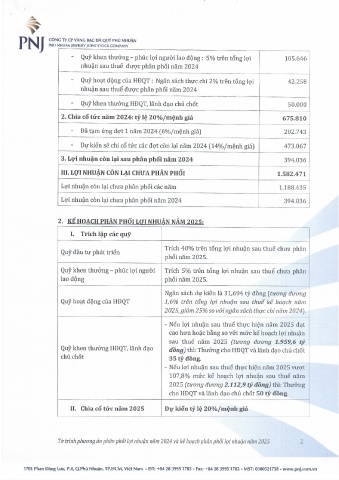 PNJ
CÔNG TY CP VÀNG BẠC ĐÁ QUÝ PHÚ NHUẬN
PHU NHUAN JEWELRY JOINT STOCK COMPANY
- Quỹ khen thưởng – phúc lợi người lao động : 5% trên tổng lợi 105.646
nhuận sau thuế được phân phối năm 2024
- Quỹ hoạt động của HĐQT : Ngân sách thực chi 2% trên tổng lợi 42.258
nhuận sau thuế được phân phối năm 2024
- Quỹ khen thưởng HĐQT, lãnh đạo chủ chốt 50.000
2. Chia cổ tức năm 2024: tỷ lệ 20%/mệnh giá 675.810
- Đã tạm ứng đợt 1 năm 2024 (6%/mệnh giá) 202.743
- Dự kiến sẽ chi cổ tức các đợt còn lại năm 2024 (14%/mệnh giá) 473.067
3. Lợi nhuận còn lại sau phân phối năm 2024 394.036
III. LỢI NHUẬN CÒN LẠI CHƯA PHÂN PHỐI 1.582.471
Lợi nhuận còn lại chưa phân phối các năm 1.188.435
Lợi nhuận còn lại chưa phân phối năm 2024 394.036
2. KẾ HOẠCH PHÂN PHỐI LỢI NHUẬN NĂM 2025:
I. Trích lập các quỹ
Quỹ đầu tư phát triển
Trích 40% trên tổng lợi nhuận sau thuế chưa phân
phối năm 2025.
Quỹ khen thưởng – phúc lợi người
lao động
Trích 5% trên tổng lợi nhuận sau thuế chưa phân
phối năm 2025.
Quỹ hoạt động của HĐQT
Ngân sách dự kiến là 31,694 tỷ đồng (tương đương
1,6% trên tổng lợi nhuận sau thuế kế hoạch năm
2025, giảm 25% so với ngân sách thực chi năm 2024).
Quỹ khen thưởng HĐQT, lãnh đạo
chủ chốt
- Nếu lợi nhuận sau thuế thực hiện năm 2025 đạt
cao hơn hoặc bằng so với mức kế hoạch lợi nhuận
sau thuế năm 2025 (tương đương 1.959,6 tỷ
đồng) thì: Thưởng cho HĐQT và lãnh đạo chủ chốt
35 tỷ đồng.
- Nếu lợi nhuận sau thuế thực hiện năm 2025 vượt
107,8% mức kế hoạch lợi nhuận sau thuế năm
2025 (tương đương 2.112,9 tỷ đồng) thì: Thưởng
cho HĐQT và lãnh đạo chủ chốt 50 tỷ đồng.
II. Chia cổ tức năm 2025 Dự kiến tỷ lệ 20%/mệnh giá
Tờ trình phương án phân phối lợi nhuận năm 2024 và kế hoạch phân phối lợi nhuận năm 2025 2
170E Phan Đăng Lưu, P.4, Q.Phú Nhuận, TP.HCM, Việt Nam - ĐT: +84 28 3995 1703 - Fax: +84 28 3995 1702 - MST: 0300521758 - www.pnj.com.vn